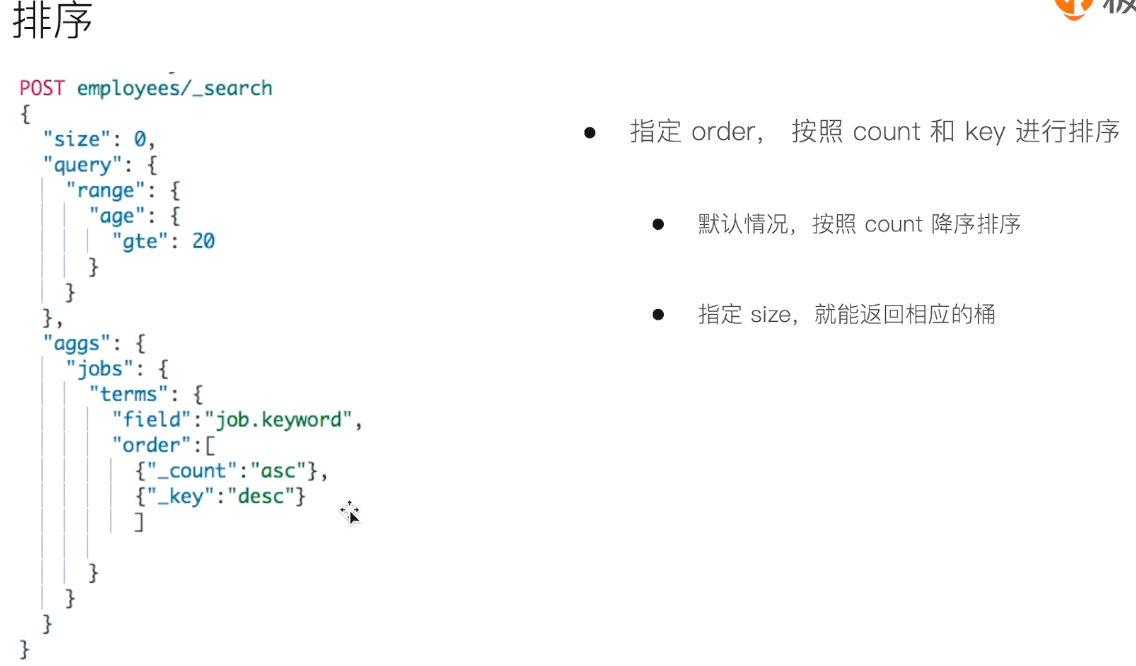 排序
POST employees/_search
{
"size": 0,
"query": {
"range": {
"age": {
"gte": 20
}
}
},
"aggs": {
"jobs": {
"terms": {
"field":"job.keyword",
"order":[
{"_count":"asc"},
{"_key":"desc"}
]
}
}
}
}
指定 order， 按照 count 和 key 进行排序
默认情况，按照 count 降序排序
指定 size，就能返回相应的桶